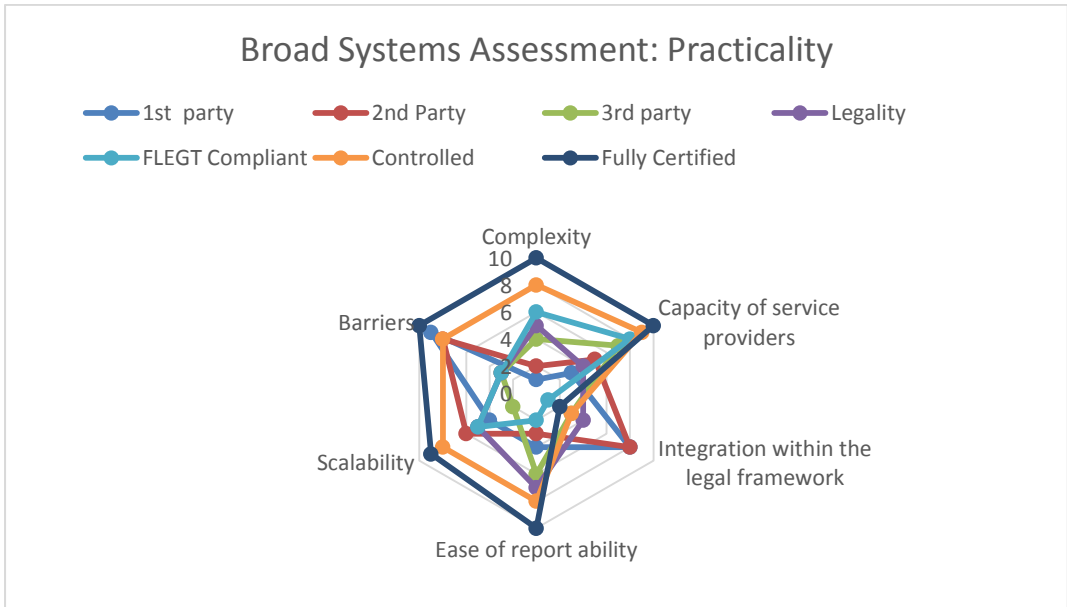 Broad Systems Assessment: Practicality
1st  party
2nd Party
3rd party
Legality
FLEGT Compliant
Controlled
Fully Certified
Complexity
10
8
6
4
2
0
Capacity of service
providers
Integration within the
legal framework
Ease of report ability
Scalability
Barriers